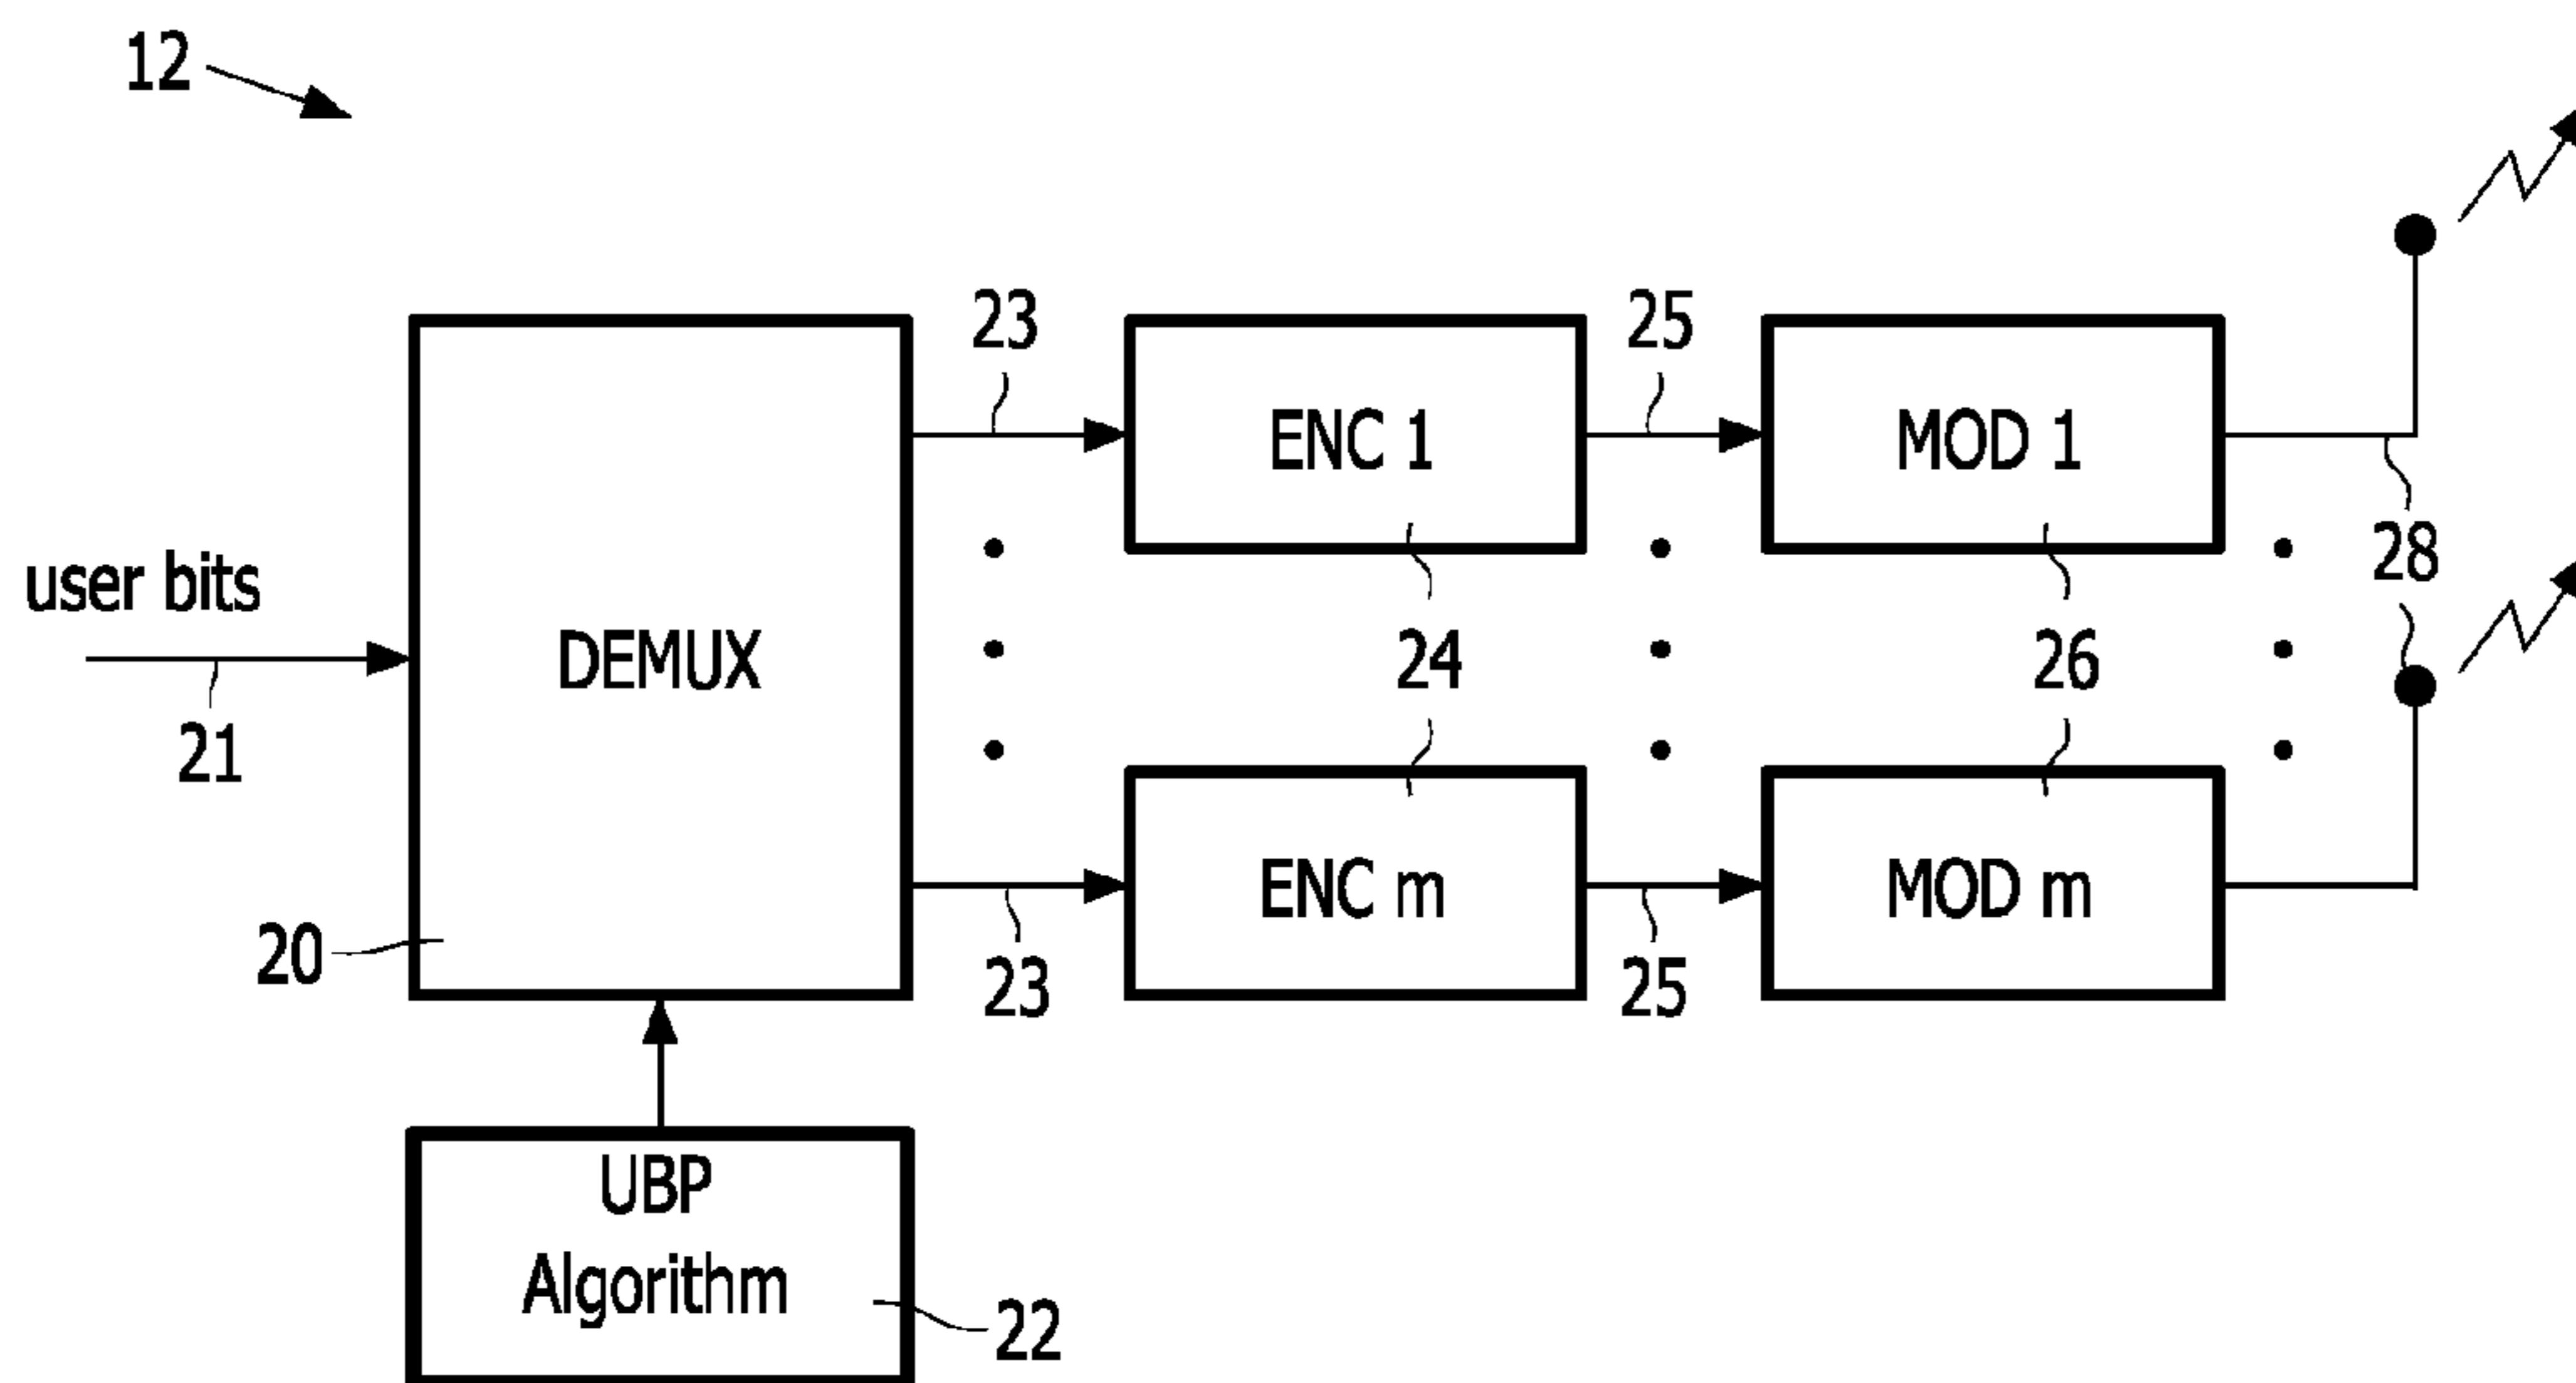 12
23
25
ENC 1
MOD 1
28
user bits
DEMUX
24
26
21
ENC m
MOD m
20
23
25
UBP
Algorithm
22